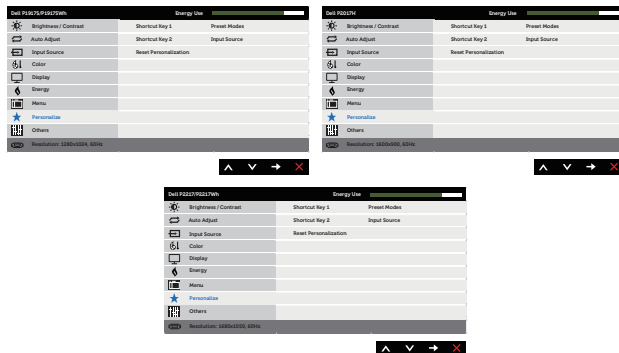 Dell P1917S/P1917SWh Energy Use
Brightness / Contrast Shortcut Key 1 Preset Modes
Auto Adjust Shortcut Key 2 Input Source
Input Source Reset Personalization
Color
Display
Energy
Menu
Personalize
Others
Resolution: 1280x1024, 60Hz
Dell P2017H Energy Use
Brightness / Contrast Shortcut Key 1 Preset Modes
Auto Adjust Shortcut Key 2 Input Source
Input Source Reset Personalization
Color
Display
Energy
Menu
Personalize
Others
Resolution: 1600x900, 60Hz
Dell P2217/P2217Wh Energy Use
Brightness / Contrast Shortcut Key 1 Preset Modes
Auto Adjust Shortcut Key 2 Input Source
Input Source Reset Personalization
Color
Display
Energy
Menu
Personalize
Others
Resolution: 1680x1050, 60Hz